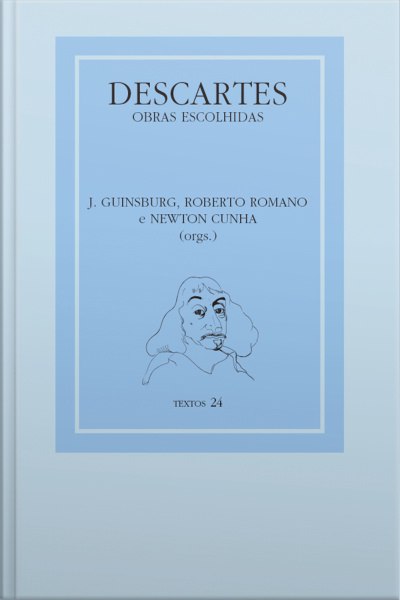 DESCARTES
OBRAS ESCOLHIDAS
J. GUINSBURG, ROBERTO ROMANO
e NEWTON CUNHA
(orgs.)
TEXTOS 24